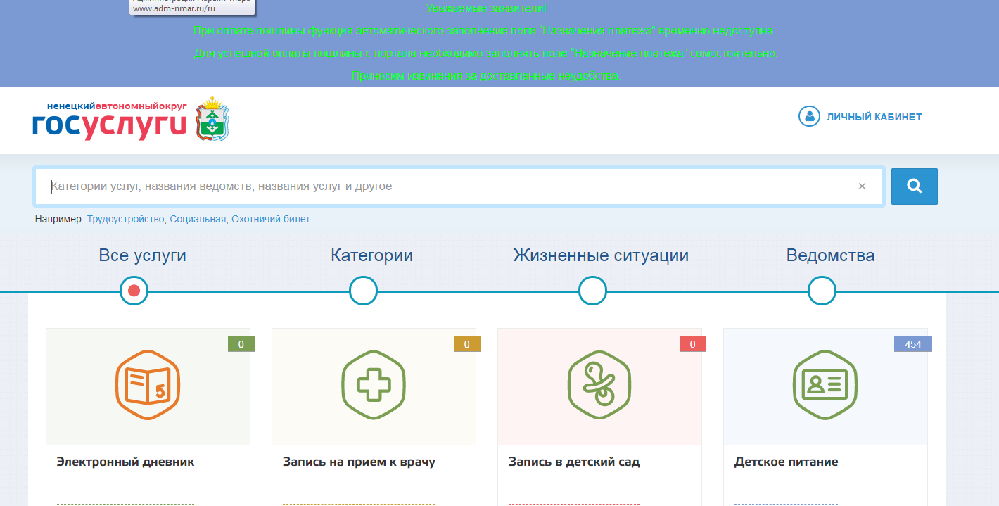 www.adm-nmar.ru/ru
Уважаемые заявители!
При оплате пошлины функция автоматического заполнения поля "Назначения платежа" временно недоступна.
Для успешной оплаты пошлины с портала необходимо заполнять поле "Назначение платежа" самостоятельно.
Приносим извинения за доставленные неудобства.
ненецкийавтономныйокруг
госуслуги
ЛИЧНЫЙ КАБИНЕТ
Категории услуг, названия ведомств, названия услуг и другое ×
Например: Трудоустройство, Социальная, Охотничий билет ...
Все услуги Категории Жизненные ситуации Ведомства
0 0 0 454
5
Электронный дневник Запись на прием к врачу Запись в детский сад Детское питание